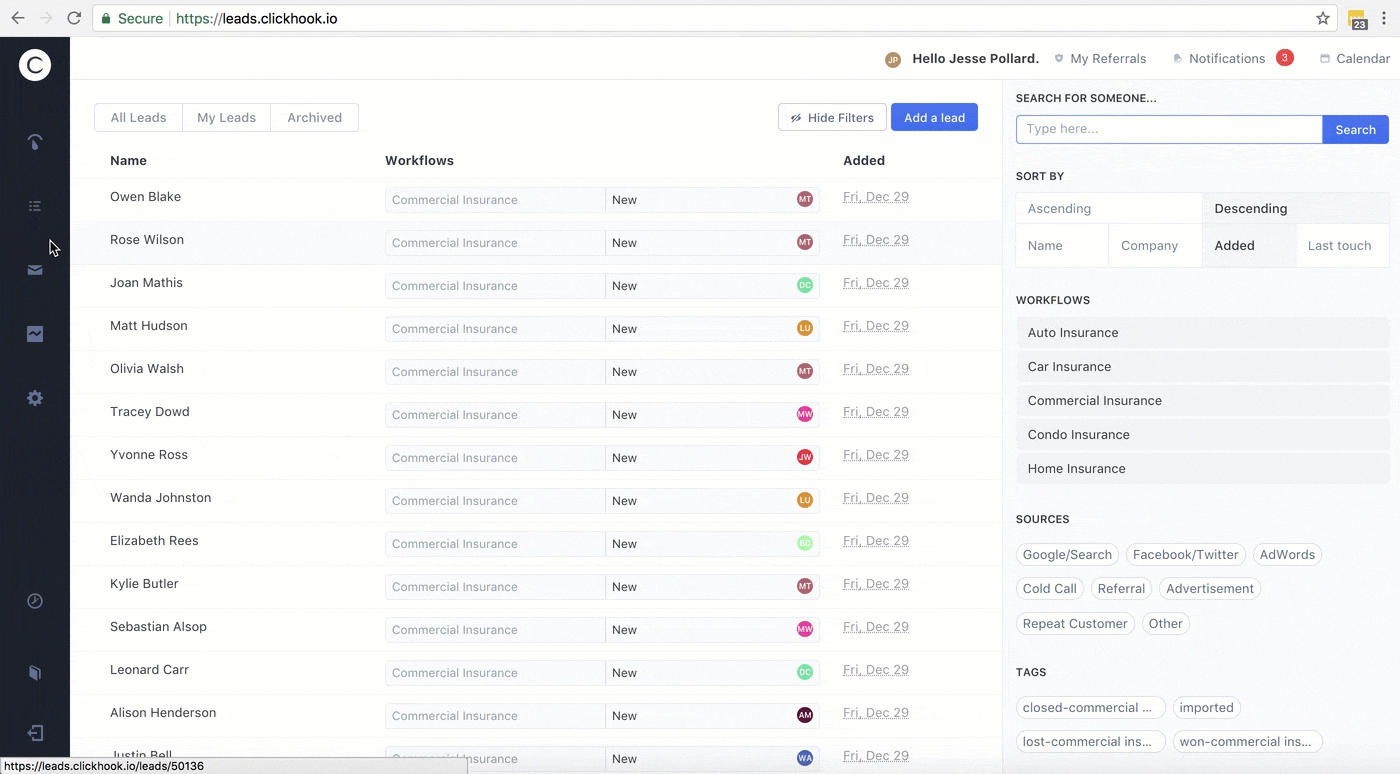 Secure https://leads.clickhook.io
23
C
JP Hello Jesse Pollard. My Referrals Notifications 3 Calendar
All Leads My Leads Archived Hide Filters Add a lead
Name Workflows Added
Owen Blake Commercial Insurance New MT Fri, Dec 29
Rose Wilson Commercial Insurance New MT Fri, Dec 29
Joan Mathis Commercial Insurance New DC Fri, Dec 29
Matt Hudson Commercial Insurance New LU Fri, Dec 29
Olivia Walsh Commercial Insurance New MT Fri, Dec 29
Tracey Dowd Commercial Insurance New MW Fri, Dec 29
Yvonne Ross Commercial Insurance New JW Fri, Dec 29
Wanda Johnston Commercial Insurance New LU Fri, Dec 29
Elizabeth Rees Commercial Insurance New Fri, Dec 29
Kylie Butler Commercial Insurance New MT Fri, Dec 29
Sebastian Alsop Commercial Insurance New MW Fri, Dec 29
Leonard Carr Commercial Insurance New DC Fri, Dec 29
Alison Henderson Commercial Insurance New AM Fri, Dec 29
Justin Bell Commercial Insurance New WA Fri, Dec 29
https://leads.clickhook.io/leads/50136
SEARCH FOR SOMEONE...
Type here... Search
SORT BY
Ascending Descending
Name Company Added Last touch
WORKFLOWS
Auto Insurance
Car Insurance
Commercial Insurance
Condo Insurance
Home Insurance
SOURCES
Google/Search Facebook/Twitter AdWords
Cold Call Referral Advertisement
Repeat Customer Other
TAGS
closed-commercial ... imported
lost-commercial ins... won-commercial ins...